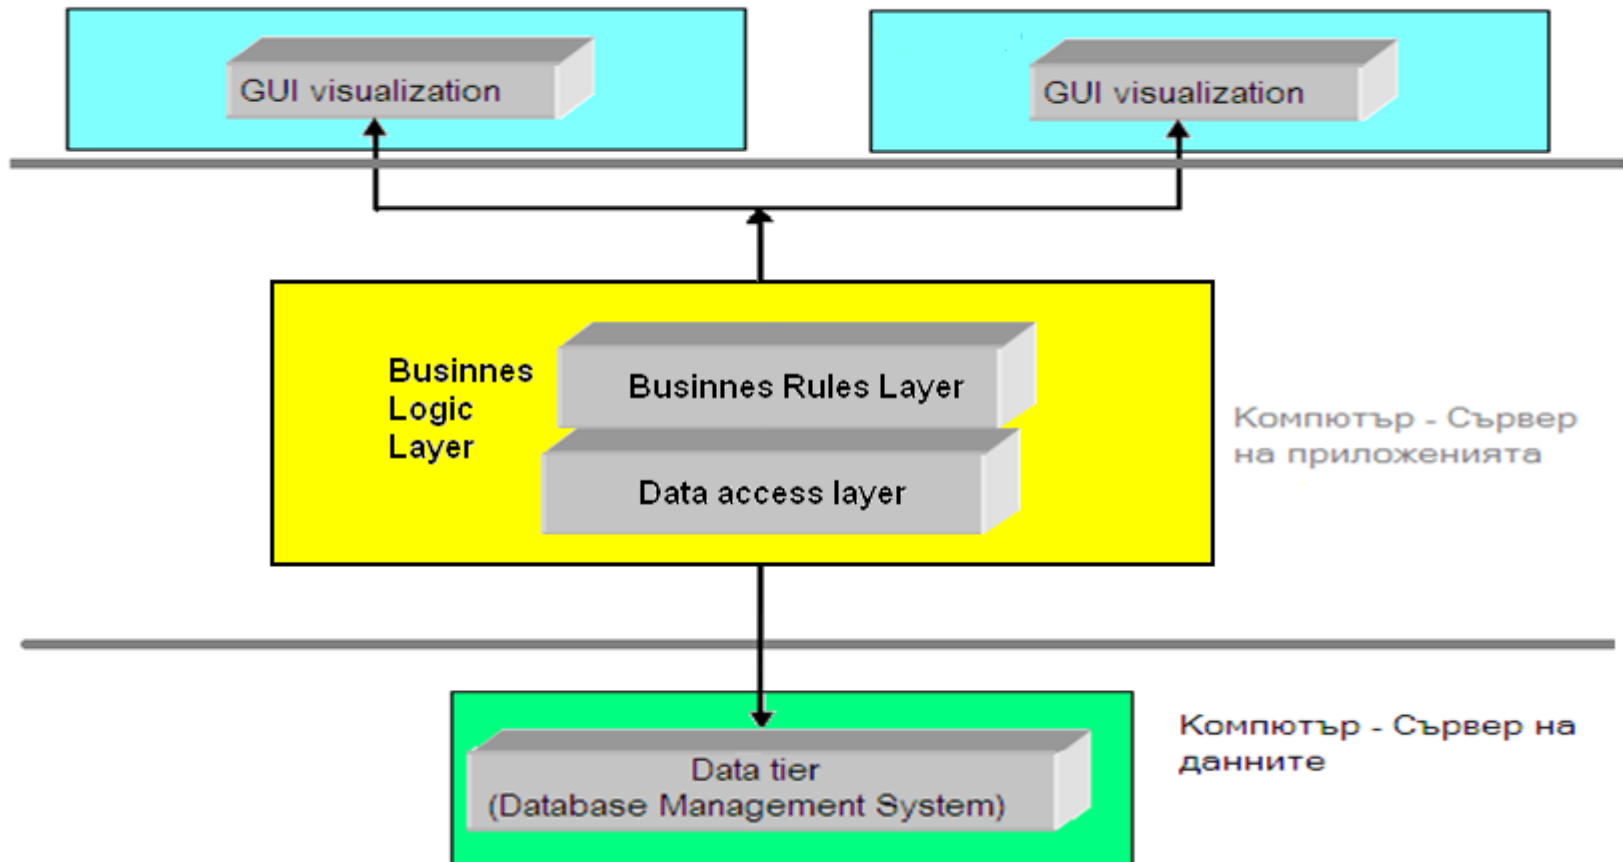 GUI visualization
GUI visualization
Businnes
Logic
Layer
Businnes Rules Layer
Data access layer
Компютър - Сървер
на приложенията
Data tier
(Database Management System)
Компютър - Сървер на
данните